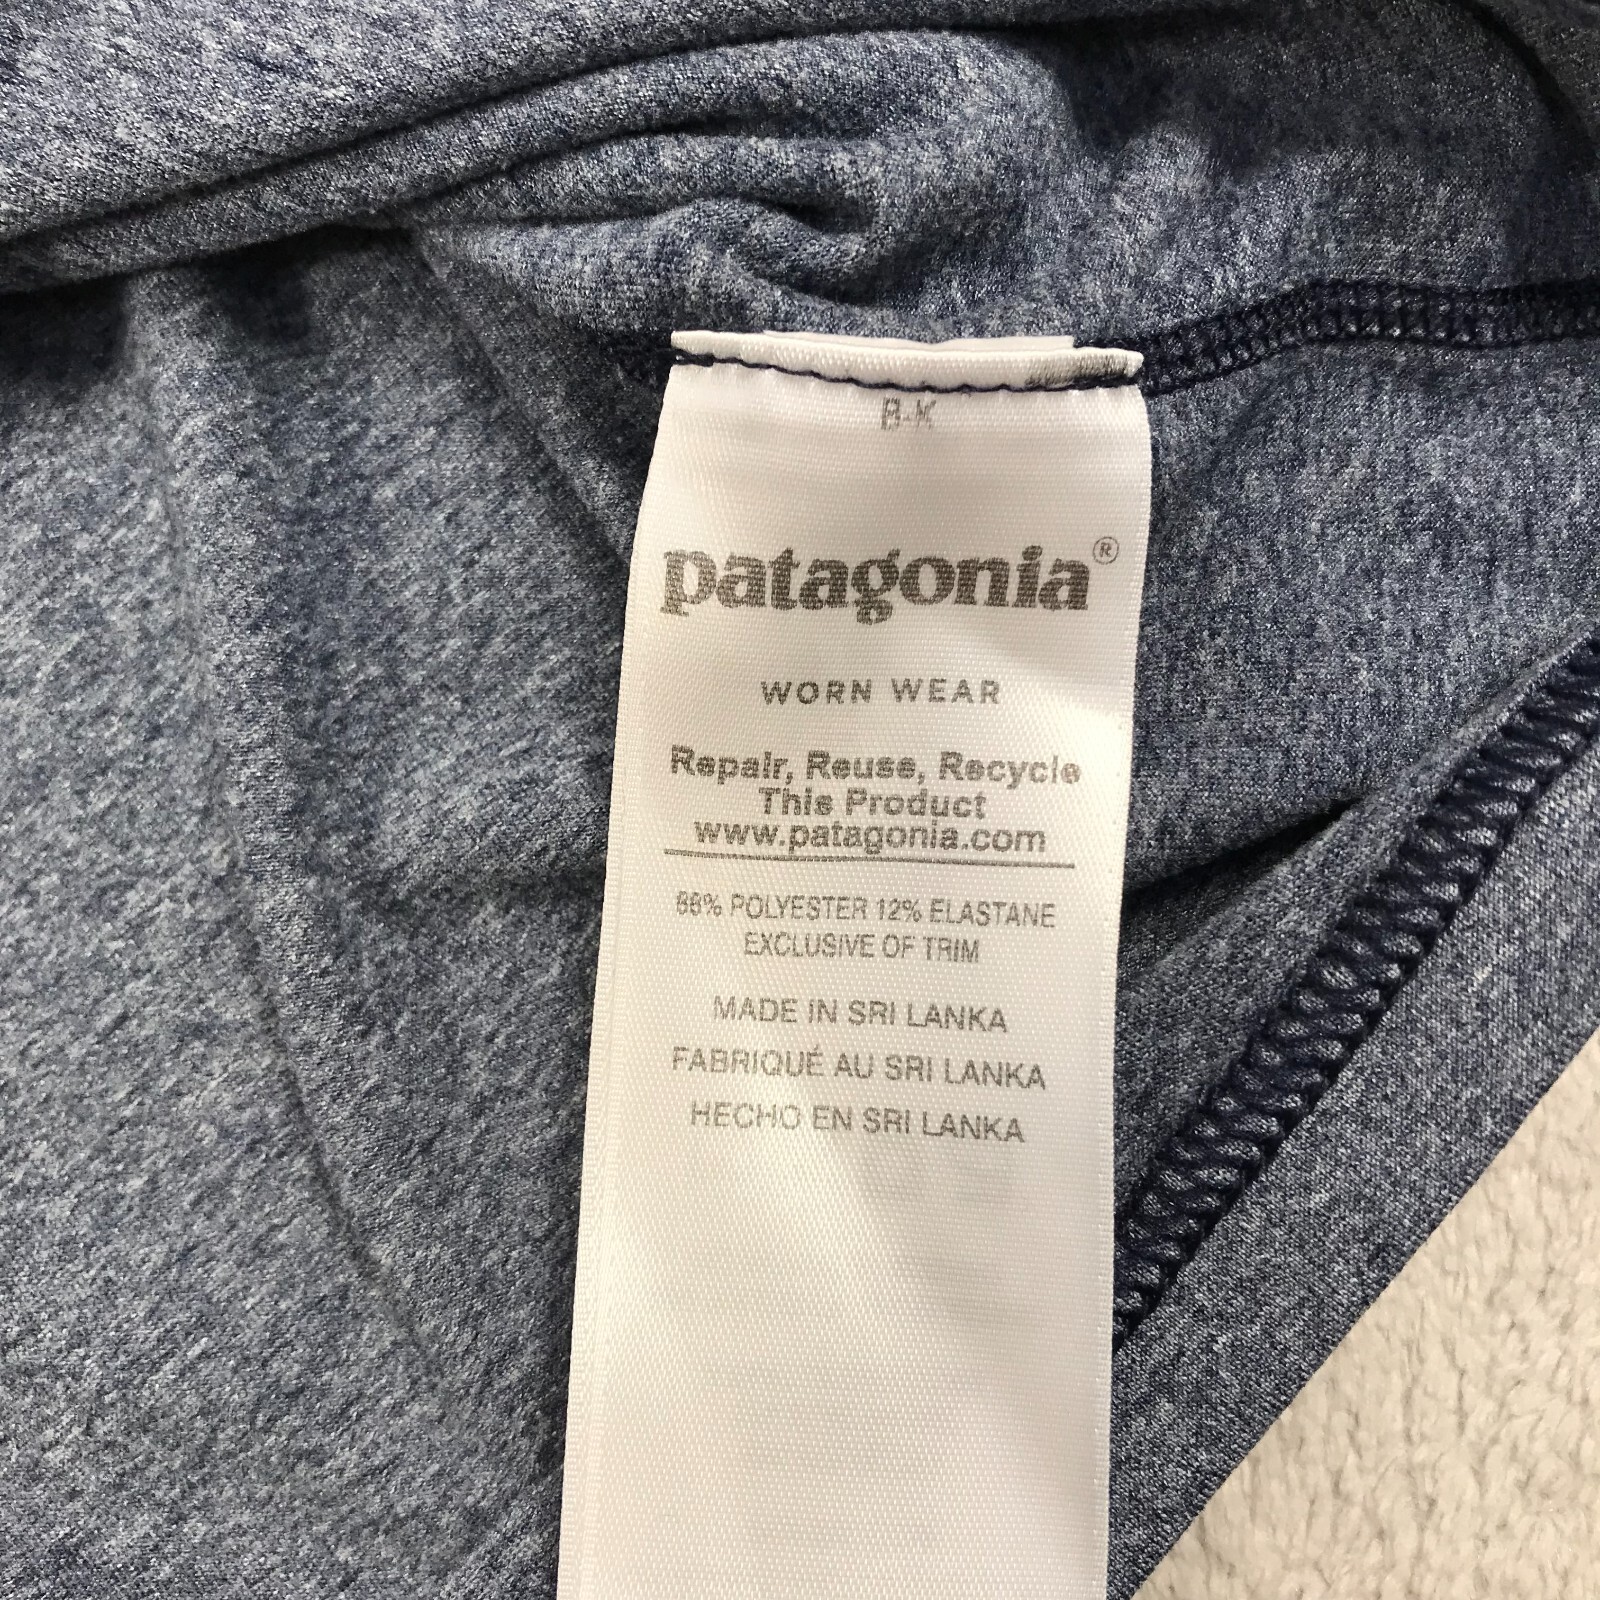 B-K
patagonia®
WORN WEAR
Repair, Reuse, Recycle
This Product
www.patagonia.com
88% POLYESTER 12% ELASTANE
EXCLUSIVE OF TRIM
MADE IN SRI LANKA
FABRIQUÉ AU SRI LANKA
HECHO EN SRI LANKA